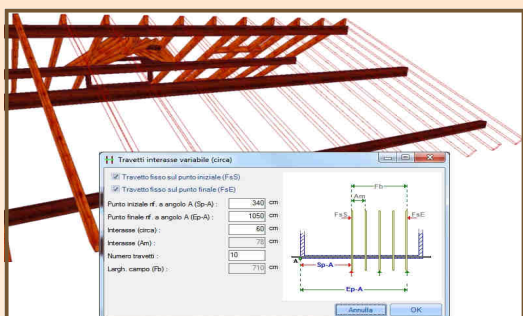 Travetti interasse variabile (circa)
Travetto fisso sul punto iniziale (FsS)
Travetto fisso sul punto finale (FsE)
Punto iniziale rif. a angolo A (Sp-A) : 340 cm
Punto finale rif. a angolo A (Ep-A) : 1050 cm
Interasse (circa) : 60 cm
Interasse (Am) : 78 cm
Numero travetti : 10
Largh. campo (Fb) : 710 cm
Fb
Am
FsS
FsE
A
Sp-A
Ep-A
Annulla
OK